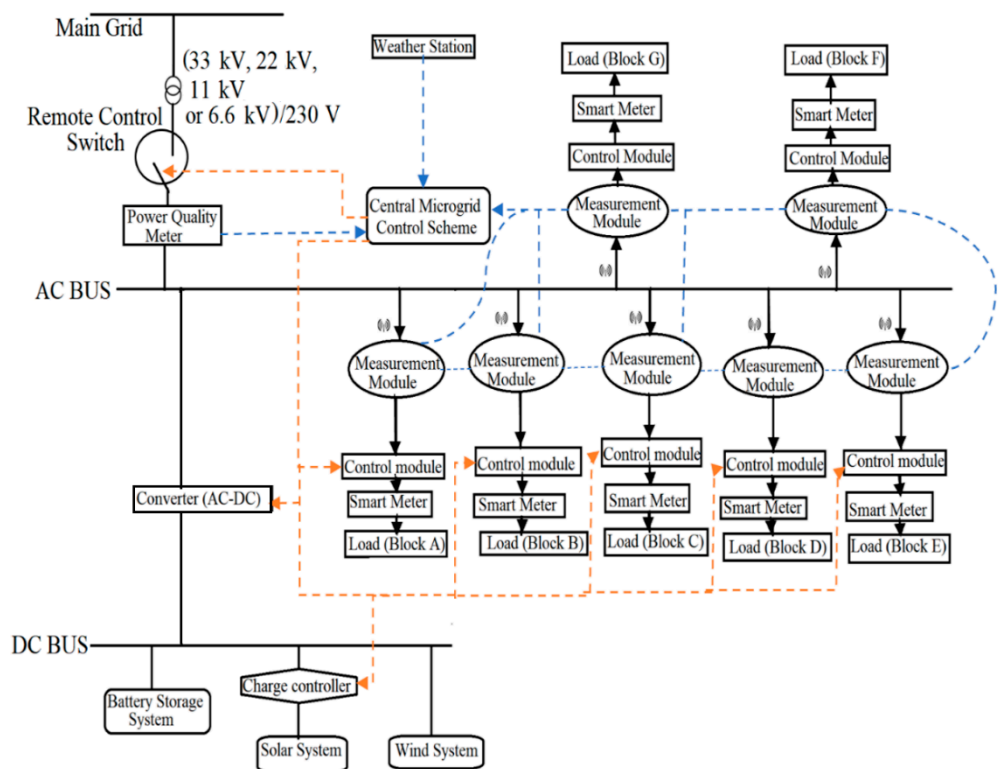 Main Grid
(33 kV, 22 kV,
11 kV
or 6.6 kV)/230 V
Remote Control
Switch
Weather Station
Load (Block G)
Load (Block F)
Smart Meter
Smart Meter
Control Module
Control Module
Power Quality
Meter
Central Microgrid
Control Scheme
Measurement
Module
Measurement
Module
AC BUS
Measurement
Module
Measurement
Module
Measurement
Module
Measurement
Module
Measurement
Module
Control module
Control module
Control module
Control module
Control module
Converter (AC-DC)
Smart Meter
Smart Meter
Smart Meter
Smart Meter
Smart Meter
Load (Block A)
Load (Block B)
Load (Block C)
Load (Block D)
Load (Block E)
DC BUS
Battery Storage
System
Charge controller
Solar System
Wind System